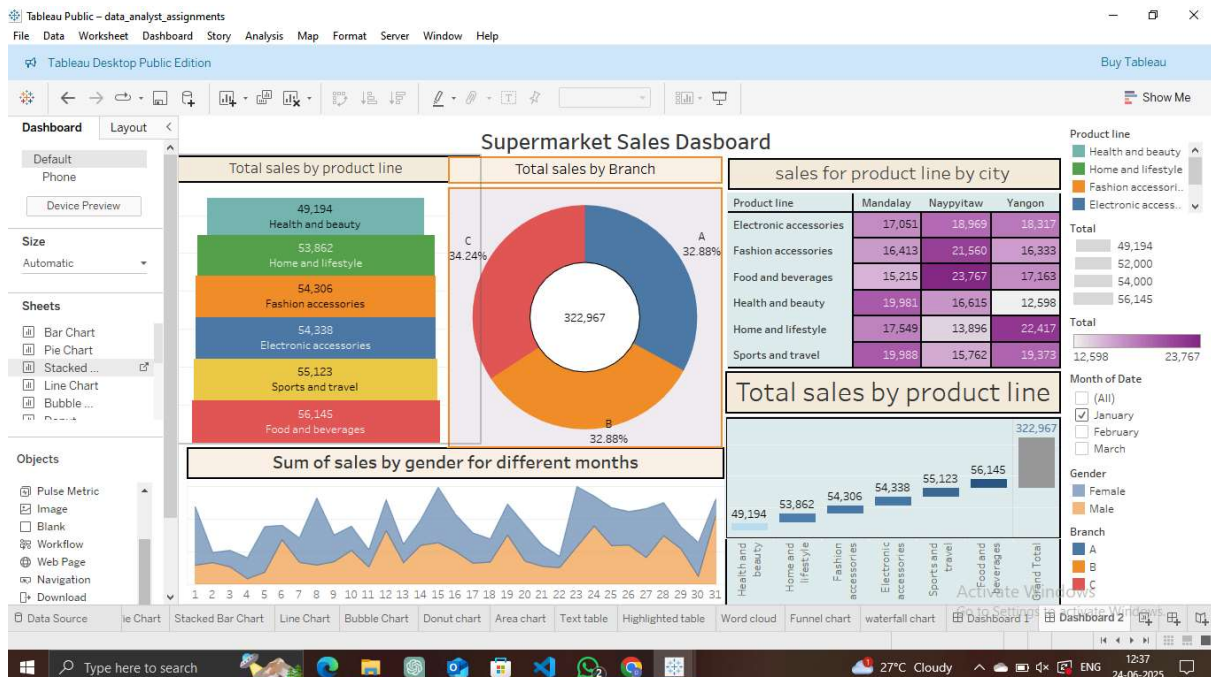 Tableau Public – data_analyst_assignments
File Data Worksheet Dashboard Story Analysis Map Format Server Window Help
Tableau Desktop Public Edition
Buy Tableau
Show Me
Dashboard Layout
Default
Phone
Device Preview
Size
Automatic
Sheets
Bar Chart
Pie Chart
Stacked ...
Line Chart
Bubble ...
Objects
Pulse Metric
Image
Blank
Workflow
Web Page
Navigation
Download
Supermarket Sales Dasboard
Total sales by product line
49,194
Health and beauty
53,862
Home and lifestyle
54,306
Fashion accessories
54,338
Electronic accessories
55,123
Sports and travel
56,145
Food and beverages
Total sales by Branch
C
34.24%
A
32.88%
322,967
B
32.88%
sales for product line by city
Product line Mandalay Naypyitaw Yangon
Electronic accessories 17,051 18,969 18,317
Fashion accessories 16,413 21,560 16,333
Food and beverages 15,215 23,767 17,163
Health and beauty 19,981 16,615 12,598
Home and lifestyle 17,549 13,896 22,417
Sports and travel 19,988 15,762 19,373
Sum of sales by gender for different months
1 2 3 4 5 6 7 8 9 10 11 12 13 14 15 16 17 18 19 20 21 22 23 24 25 26 27 28 29 30 31
Total sales by product line
322,967
56,145
55,123
54,338
54,306
53,862
49,194
Health and
beauty
Home and
lifestyle
Fashion
accessories
Electronic
accessories
Sports and
travel
Food and
beverages
Grand Total
Product line
Health and beauty
Home and lifestyle
Fashion accessori..
Electronic access..
Total
49,194
52,000
54,000
56,145
Total
12,598 23,767
Month of Date
(All)
January
February
March
Gender
Female
Male
Branch
A
B
C
Activate Windows
Go to Settings to activate Windows.
Data Source ie Chart Stacked Bar Chart Line Chart Bubble Chart Donut chart Area chart Text table Highlighted table Word cloud Funnel chart waterfall chart Dashboard 1 Dashboard 2
Type here to search
2
27°C Cloudy
ENG
12:37
24-06-2025